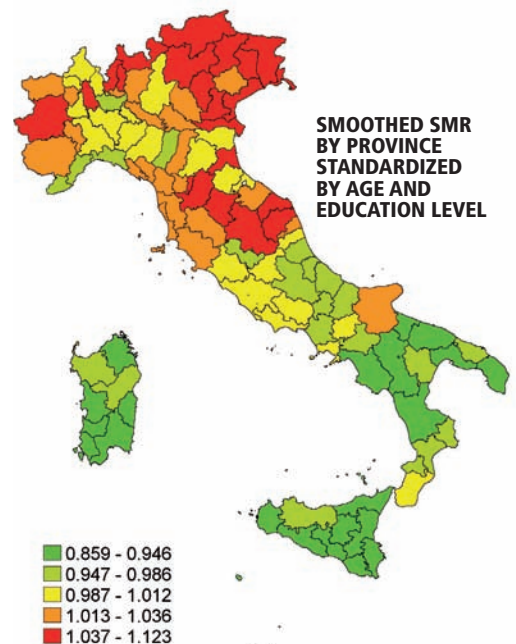 SMOOTHED SMR
BY PROVINCE
STANDARDIZED
BY AGE AND
EDUCATION LEVEL
0.859 - 0.946
0.947 - 0.986
0.987 - 1.012
1.013 - 1.036
1.037 - 1.123